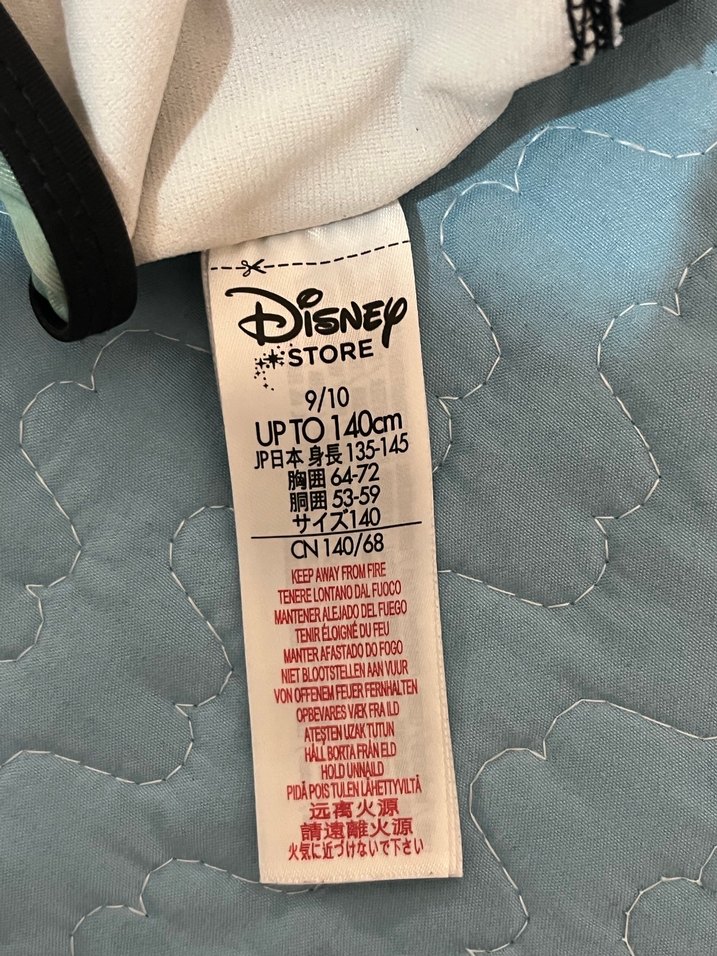 Disney
STORE
9/10
UP TO 140cm
JP日本 身長 135-145
胸囲 64-72
胴囲 53-59
サイズ140
CN 140/68
KEEP AWAY FROM FIRE
TENERE LONTANO DAL FUOCO
MANTENER ALEJADO DEL FUEGO
TENIR ÉLOIGNÉ DU FEU
MANTER AFASTADO DO FOGO
NIET BLOOTSTELLEN AAN VUUR
VON OFFENEM FEUER FERNHALTEN
OPBEVARES VÆK FRA ILD
ATEŞTEN UZAK TUTUN
HÅLL BORTA FRÅN ELD
HOLD UNNAILD
PIDÄ POIS TULEN LÄHETTYVILTÄ
远离火源
請遠離火源
火気に近づけないで下さい